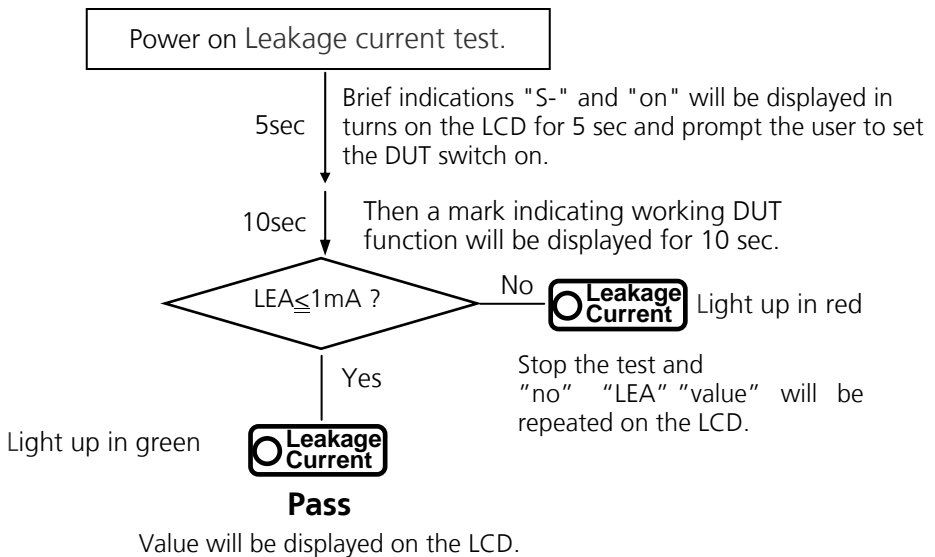 Power on Leakage current test.
5sec
Brief indications "S-" and "on" will be displayed in
turns on the LCD for 5 sec and prompt the user to set
the DUT switch on.
10sec
Then a mark indicating working DUT
function will be displayed for 10 sec.
LEA≦1mA ?
No
Leakage
Current
Light up in red
Stop the test and
”no” “LEA” ”value” will be
repeated on the LCD.
Yes
Light up in green
Leakage
Current
Pass
Value will be displayed on the LCD.